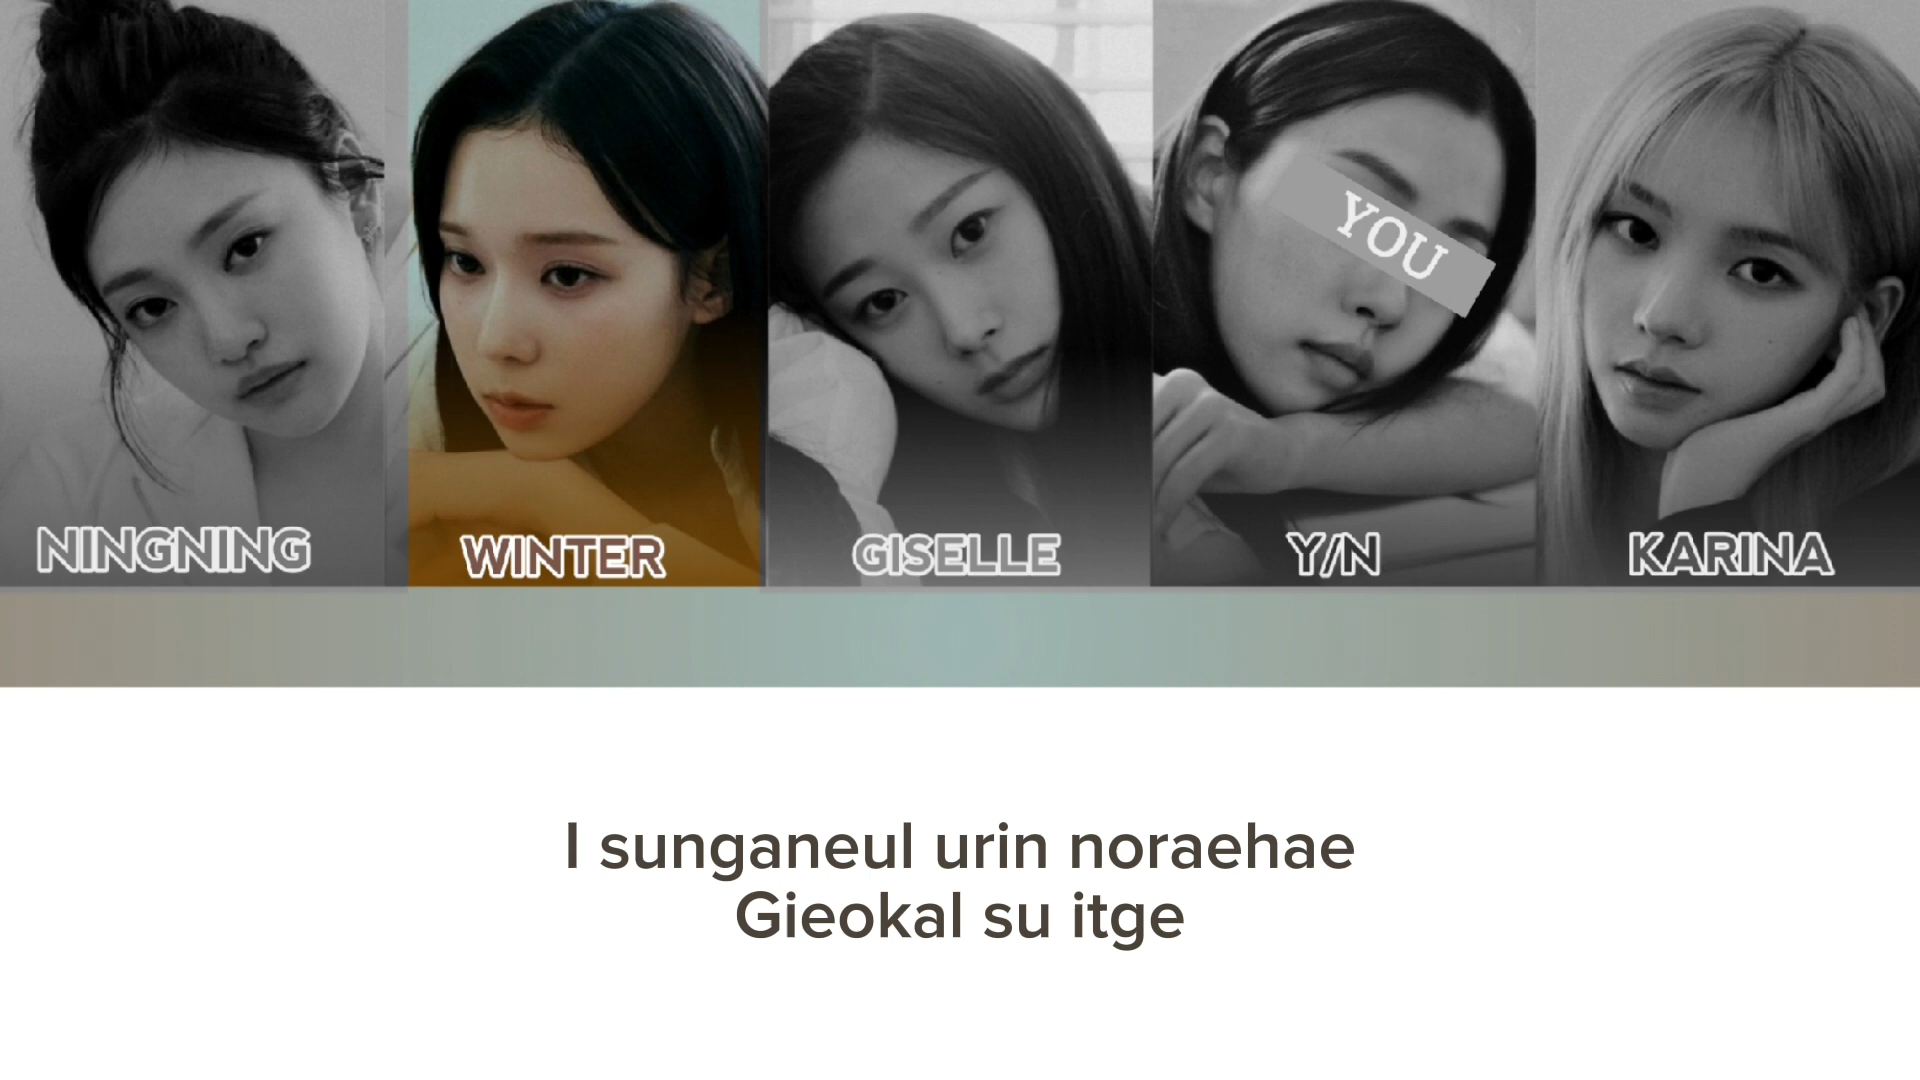 YOU
NINGNING
WINTER
GISELLE
Y/N
KARINA
I sunganeul urin noraehae
Gieokal su itge